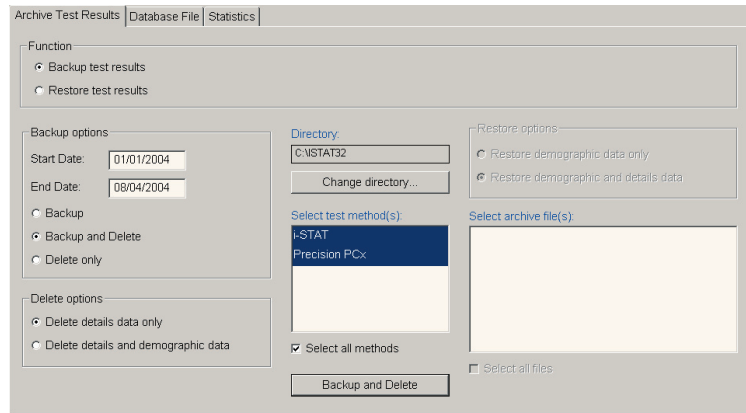 Archive Test Results
Database File
Statistics
Function
Backup test results
Restore test results
Backup options
Start Date:
01/01/2004
End Date:
08/04/2004
Backup
Backup and Delete
Delete only
Delete options
Delete details data only
Delete details and demographic data
Directory:
C:\ISTAT32
Change directory...
Select test method(s):
i-STAT
Precision PCx
Select all methods
Backup and Delete
Restore options
Restore demographic data only
Restore demographic and details data
Select archive file(s):
Select all files